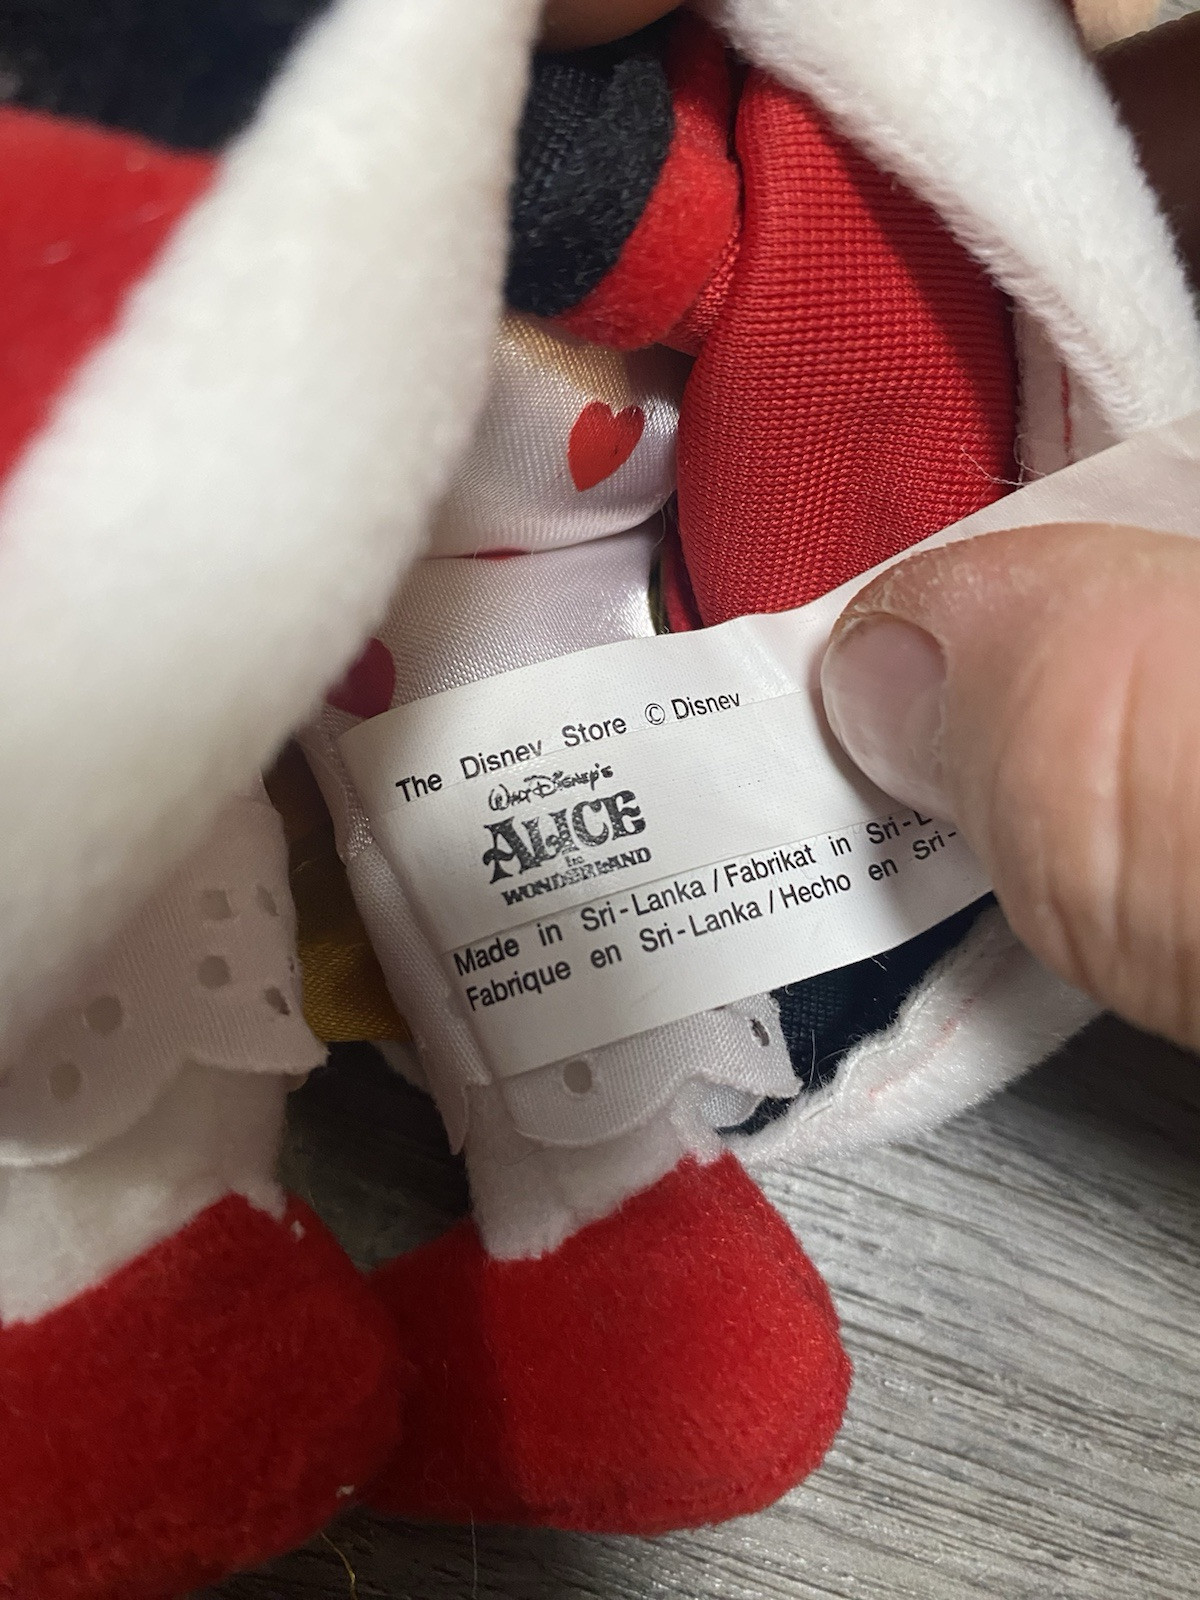 The Disney Store © Disney
WALT DISNEY'S
ALICE
in
WONDERLAND
Made in Sri-Lanka / Fabrikat in Sri-L
Fabrique en Sri-Lanka / Hecho en Sri-